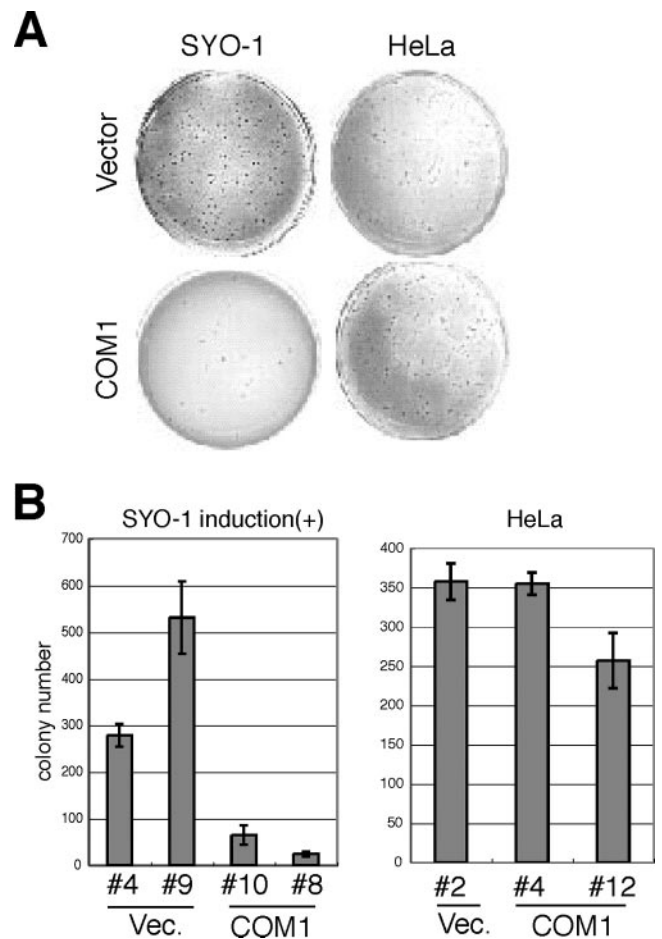 A
SYO-1 HeLa
Vector
COM1
B
SYO-1 induction(+)
700
600
500
400
300
200
100
0
colony number
#4 #9 #10 #8
Vec. COM1
HeLa
400
350
300
250
200
150
100
50
0
#2 #4 #12
Vec. COM1